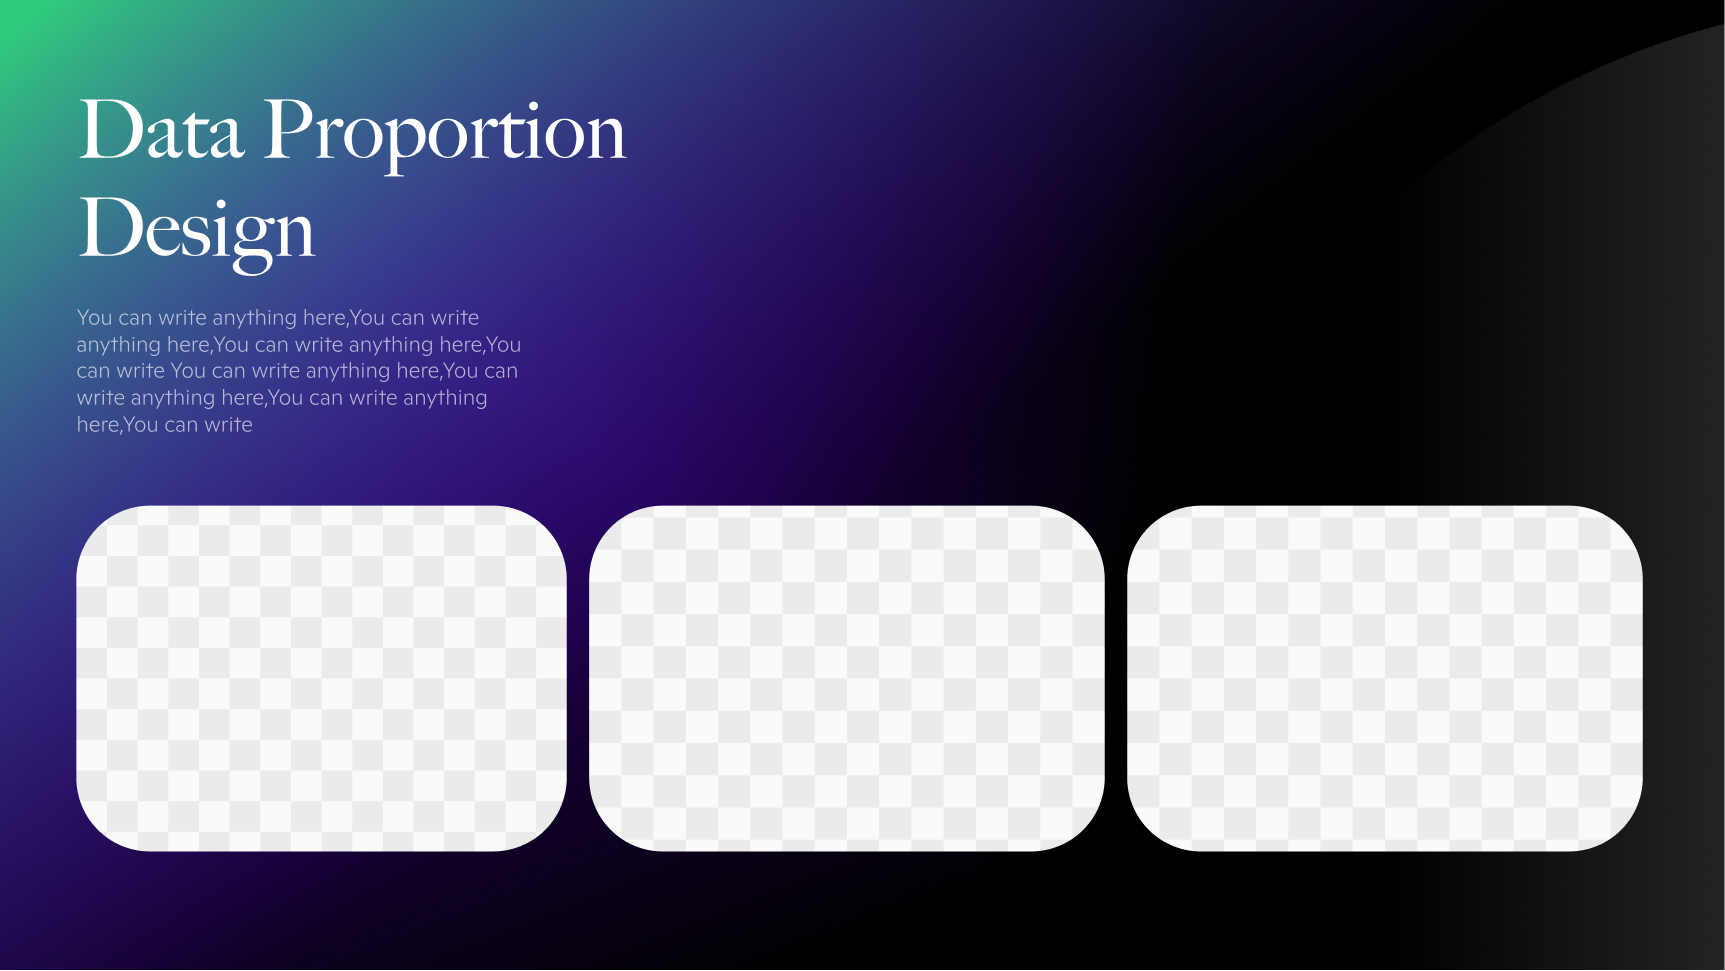 Data Proportion
Design
You can write anything here,You can write
anything here,You can write anything here,You
can write You can write anything here,You can
write anything here,You can write anything
here,You can write